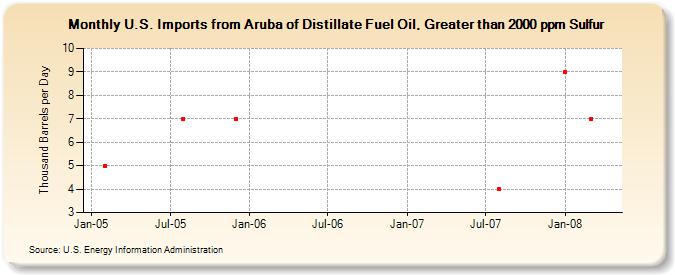 Monthly U.S. Imports from Aruba of Distillate Fuel Oil, Greater than 2000 ppm Sulfur
Thousand Barrels per Day
10
9
8
7
6
5
4
3
Jan-05 Jul-05 Jan-06 Jul-06 Jan-07 Jul-07 Jan-08
Source: U.S. Energy Information Administration